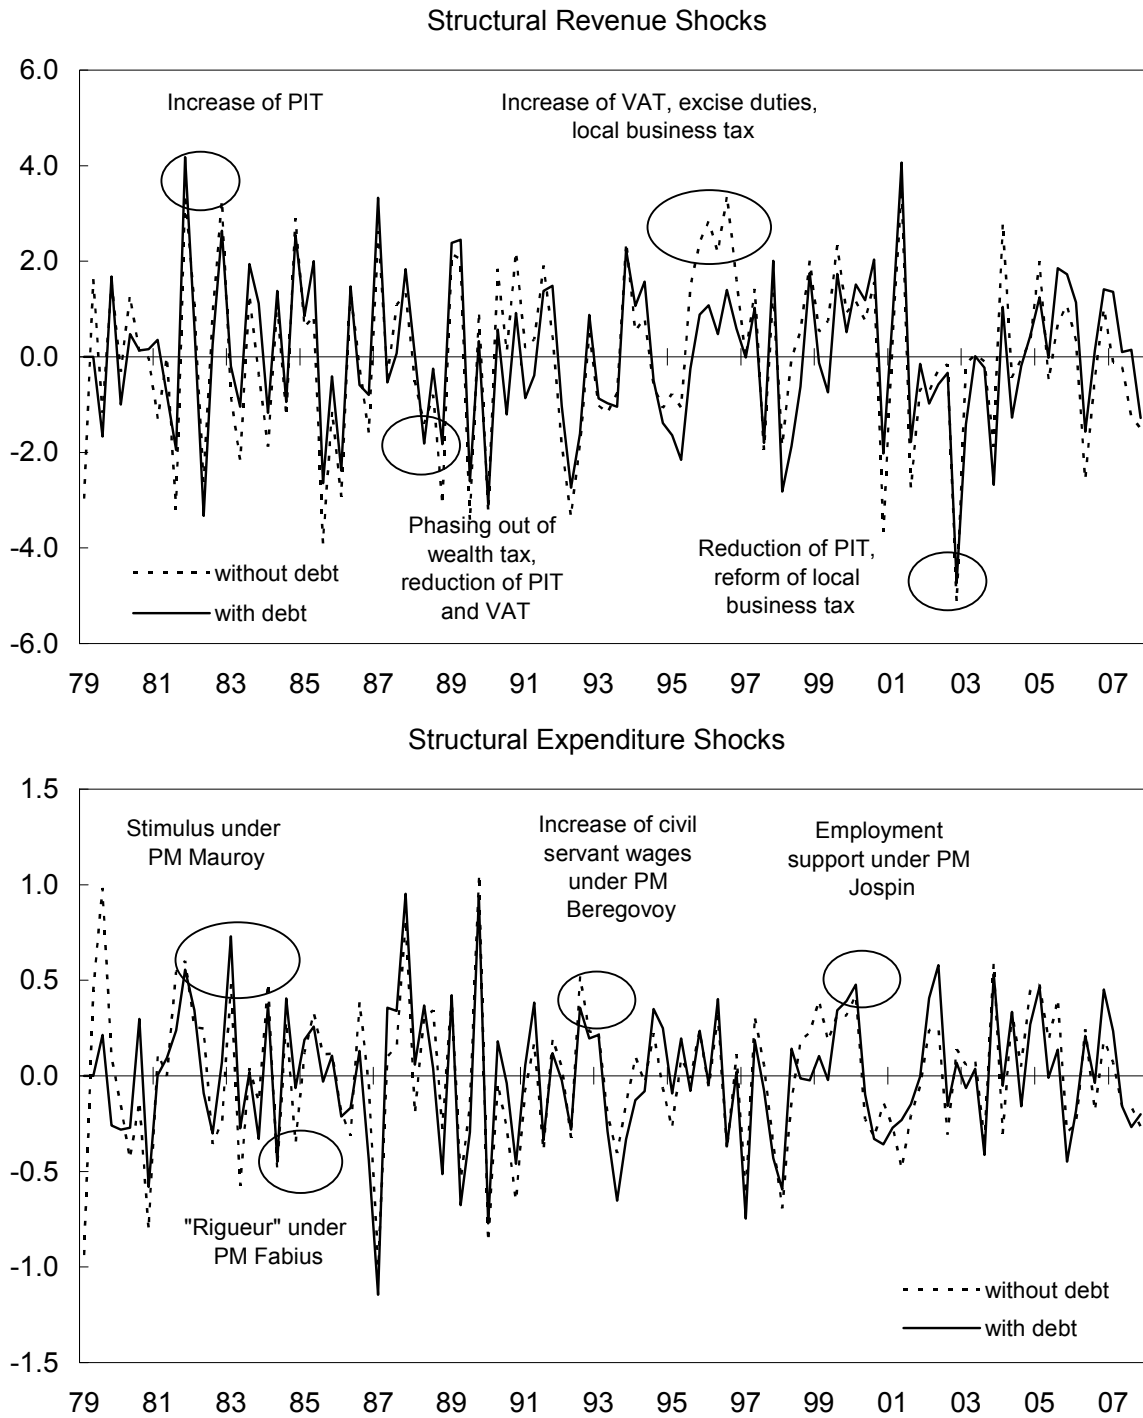 Structural Revenue Shocks
6.0
4.0
2.0
0.0
-2.0
-4.0
-6.0
Increase of PIT
Increase of VAT, excise duties,
local business tax
Phasing out of
wealth tax,
reduction of PIT
and VAT
Reduction of PIT,
reform of local
business tax
without debt
with debt
79 81 83 85 87 89 91 93 95 97 99 01 03 05 07
Structural Expenditure Shocks
1.5
1.0
0.5
0.0
-0.5
-1.0
-1.5
Stimulus under
PM Mauroy
Increase of civil
servant wages
under PM
Beregovoy
Employment
support under PM
Jospin
"Rigueur" under
PM Fabius
without debt
with debt
79 81 83 85 87 89 91 93 95 97 99 01 03 05 07